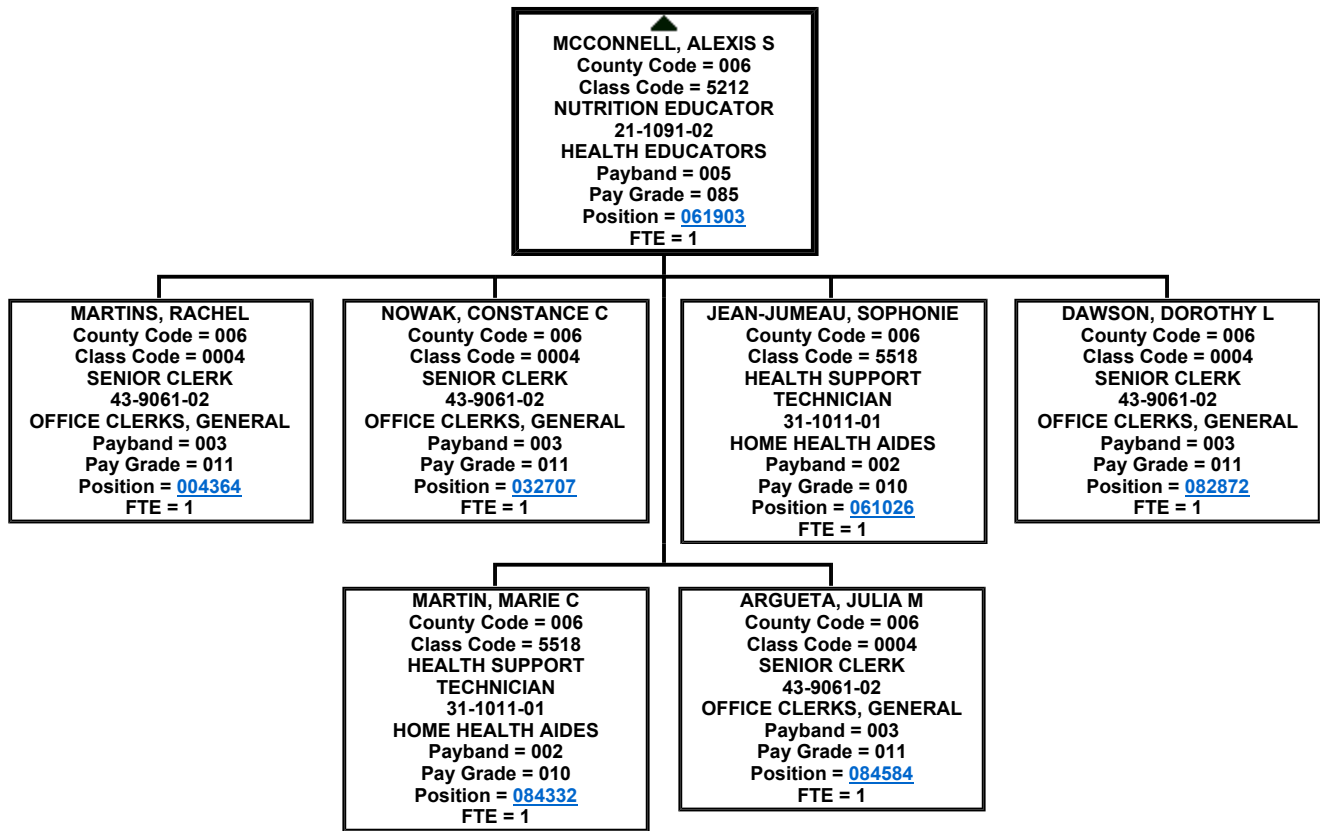 MCCONNELL, ALEXIS S
County Code = 006
Class Code = 5212
NUTRITION EDUCATOR
21-1091-02
HEALTH EDUCATORS
Payband = 005
Pay Grade = 085
Position = 061903
FTE = 1
MARTINS, RACHEL
County Code = 006
Class Code = 0004
SENIOR CLERK
43-9061-02
OFFICE CLERKS, GENERAL
Payband = 003
Pay Grade = 011
Position = 004364
FTE = 1
NOWAK, CONSTANCE C
County Code = 006
Class Code = 0004
SENIOR CLERK
43-9061-02
OFFICE CLERKS, GENERAL
Payband = 003
Pay Grade = 011
Position = 032707
FTE = 1
JEAN-JUMEAU, SOPHONIE
County Code = 006
Class Code = 5518
HEALTH SUPPORT
TECHNICIAN
31-1011-01
HOME HEALTH AIDES
Payband = 002
Pay Grade = 010
Position = 061026
FTE = 1
DAWSON, DOROTHY L
County Code = 006
Class Code = 0004
SENIOR CLERK
43-9061-02
OFFICE CLERKS, GENERAL
Payband = 003
Pay Grade = 011
Position = 082872
FTE = 1
MARTIN, MARIE C
County Code = 006
Class Code = 5518
HEALTH SUPPORT
TECHNICIAN
31-1011-01
HOME HEALTH AIDES
Payband = 002
Pay Grade = 010
Position = 084332
FTE = 1
ARGUETA, JULIA M
County Code = 006
Class Code = 0004
SENIOR CLERK
43-9061-02
OFFICE CLERKS, GENERAL
Payband = 003
Pay Grade = 011
Position = 084584
FTE = 1